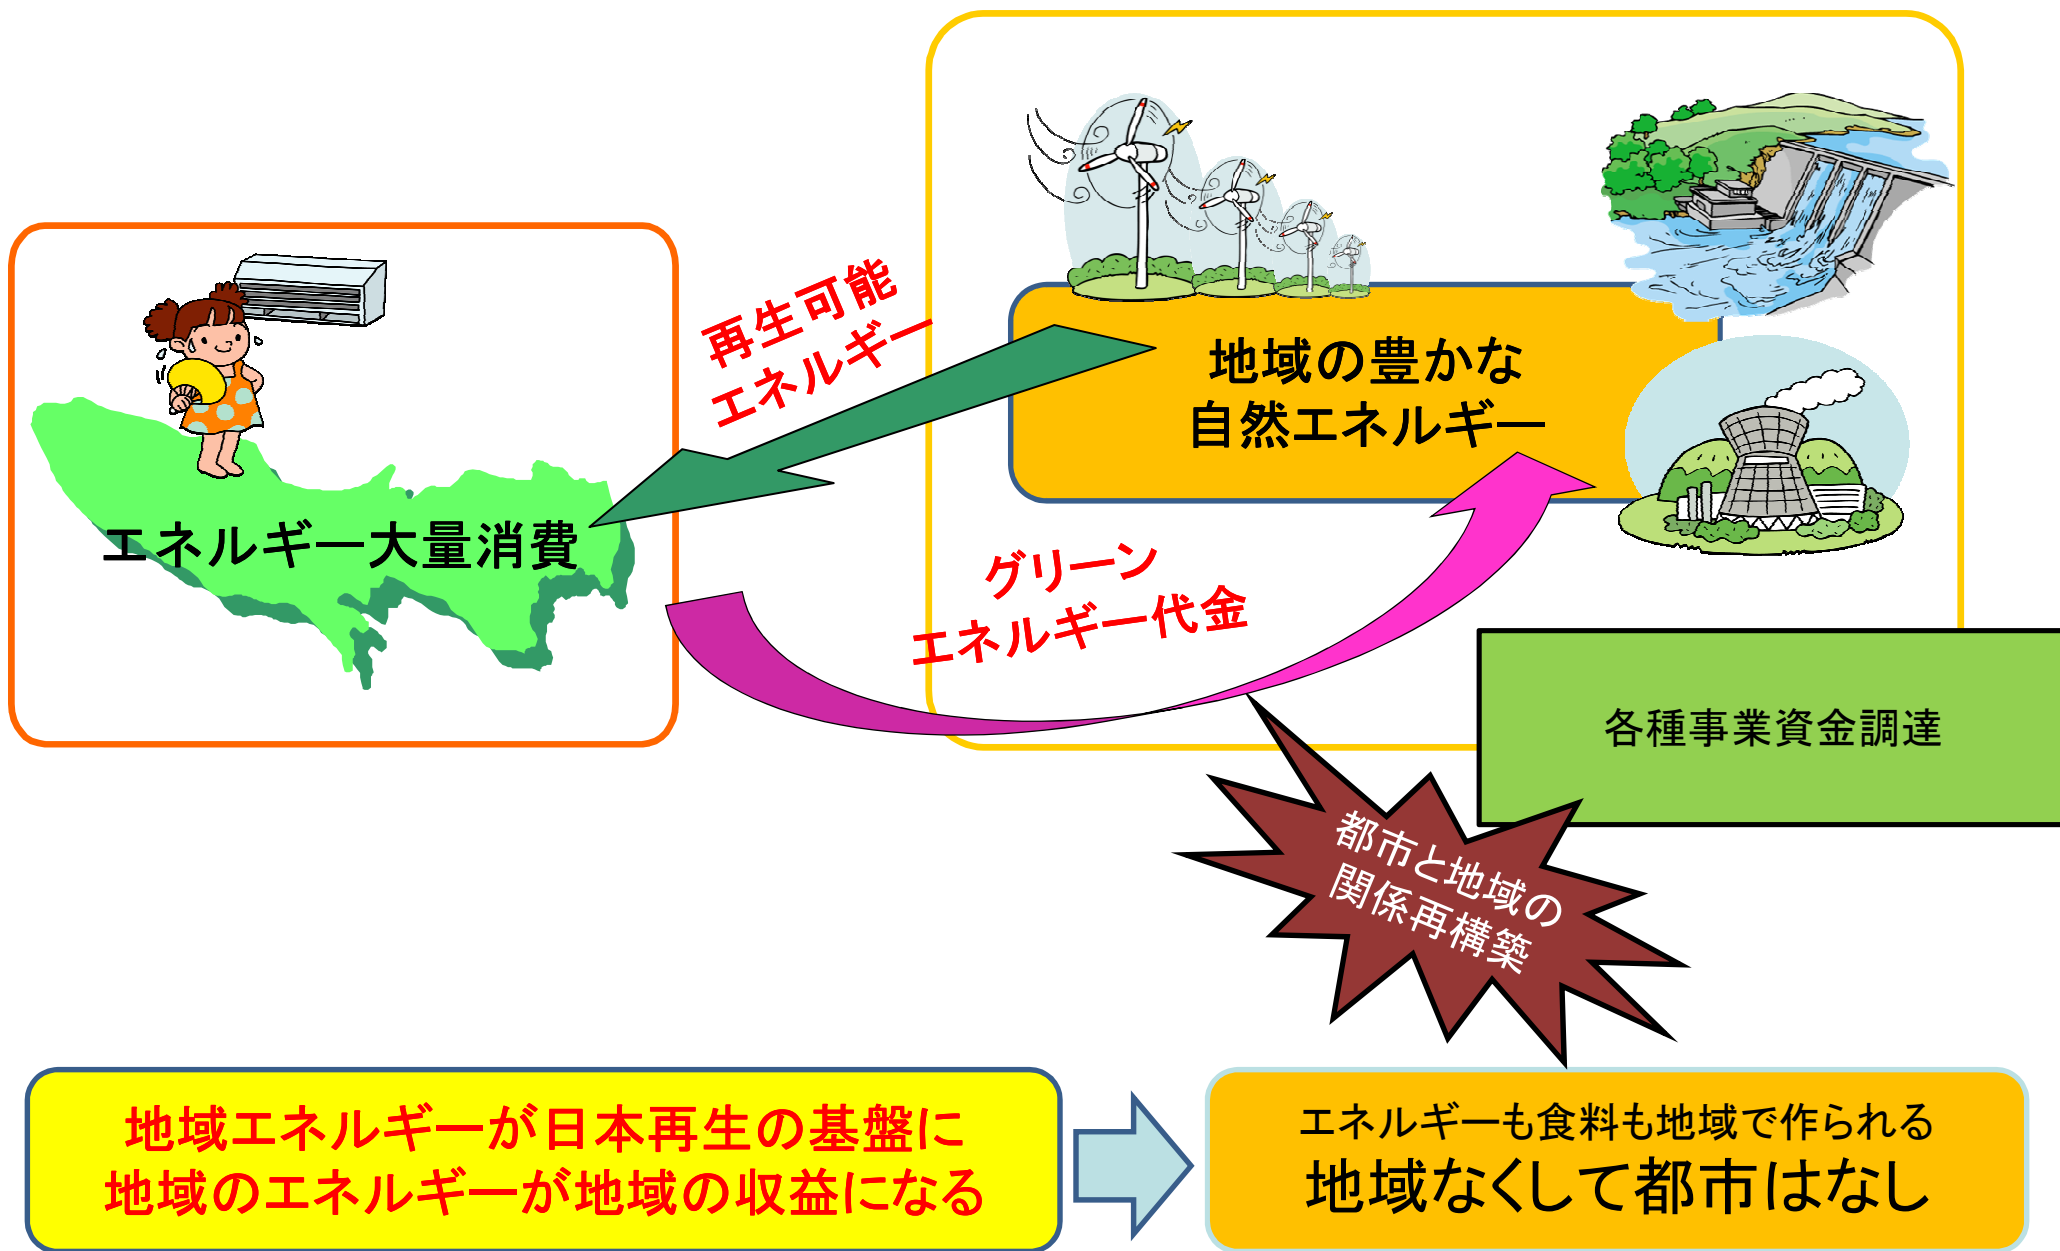 再生可能
エネルギー
地域の豊かな
自然エネルギー
エネルギー大量消費
グリーン
エネルギー代金
各種事業資金調達
都市と地域の
関係再構築
地域エネルギーが日本再生の基盤に
地域のエネルギーが地域の収益になる
エネルギーも食料も地域で作られる
地域なくして都市はなし